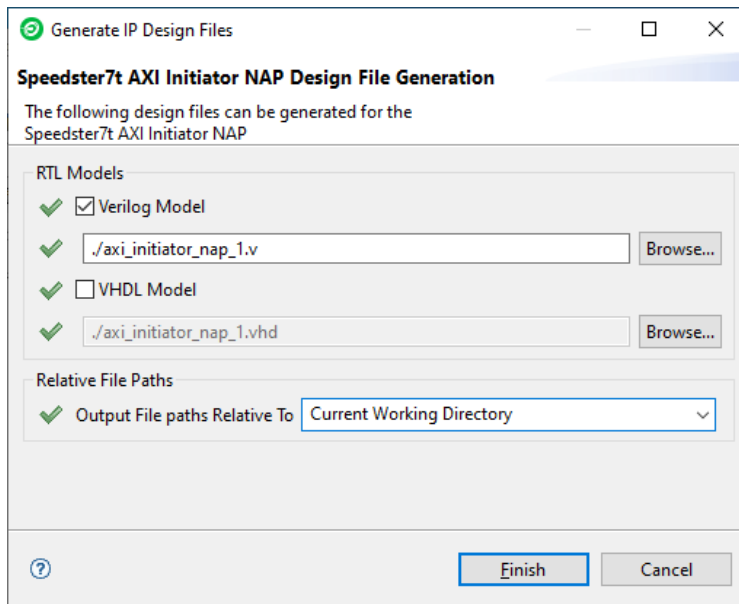 Generate IP Design Files
Speedster7t AXI Initiator NAP Design File Generation
The following design files can be generated for the
Speedster7t AXI Initiator NAP
RTL Models
Verilog Model
./axi_initiator_nap_1.v
Browse...
VHDL Model
./axi_initiator_nap_1.vhd
Browse...
Relative File Paths
Output File paths Relative To Current Working Directory
? Finish Cancel